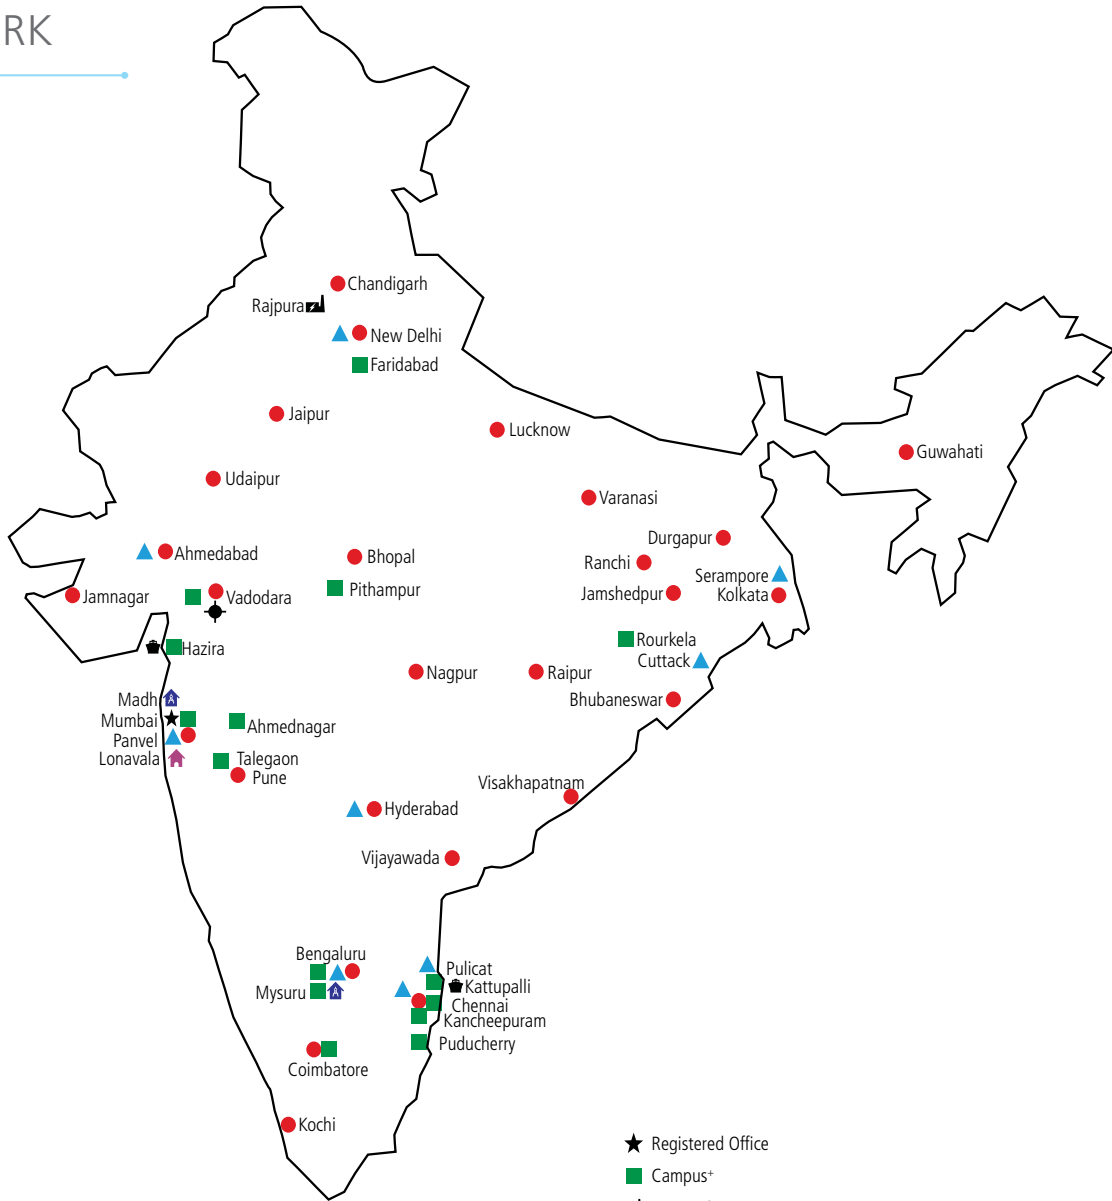 RK
Chandigarh
Rajpura
New Delhi
Faridabad
Jaipur
Lucknow
Guwahati
Udaipur
Varanasi
Durgapur
Ahmedabad
Bhopal
Ranchi
Serampore
Pithampur
Jamnagar
Vadodara
Jamshedpur
Kolkata
Rourkela
Hazira
Cuttack
Nagpur
Raipur
Madh
A
Bhubaneswar
Mumbai
Ahmednagar
Panvel
Lonavala
Talegaon
Pune
Visakhapatnam
Hyderabad
Vijayawada
Bengaluru
Pulicat
Kattupalli
Mysuru
A
Chennai
Kancheepuram
Puducherry
Coimbatore
Kochi
Registered Office
Campus+